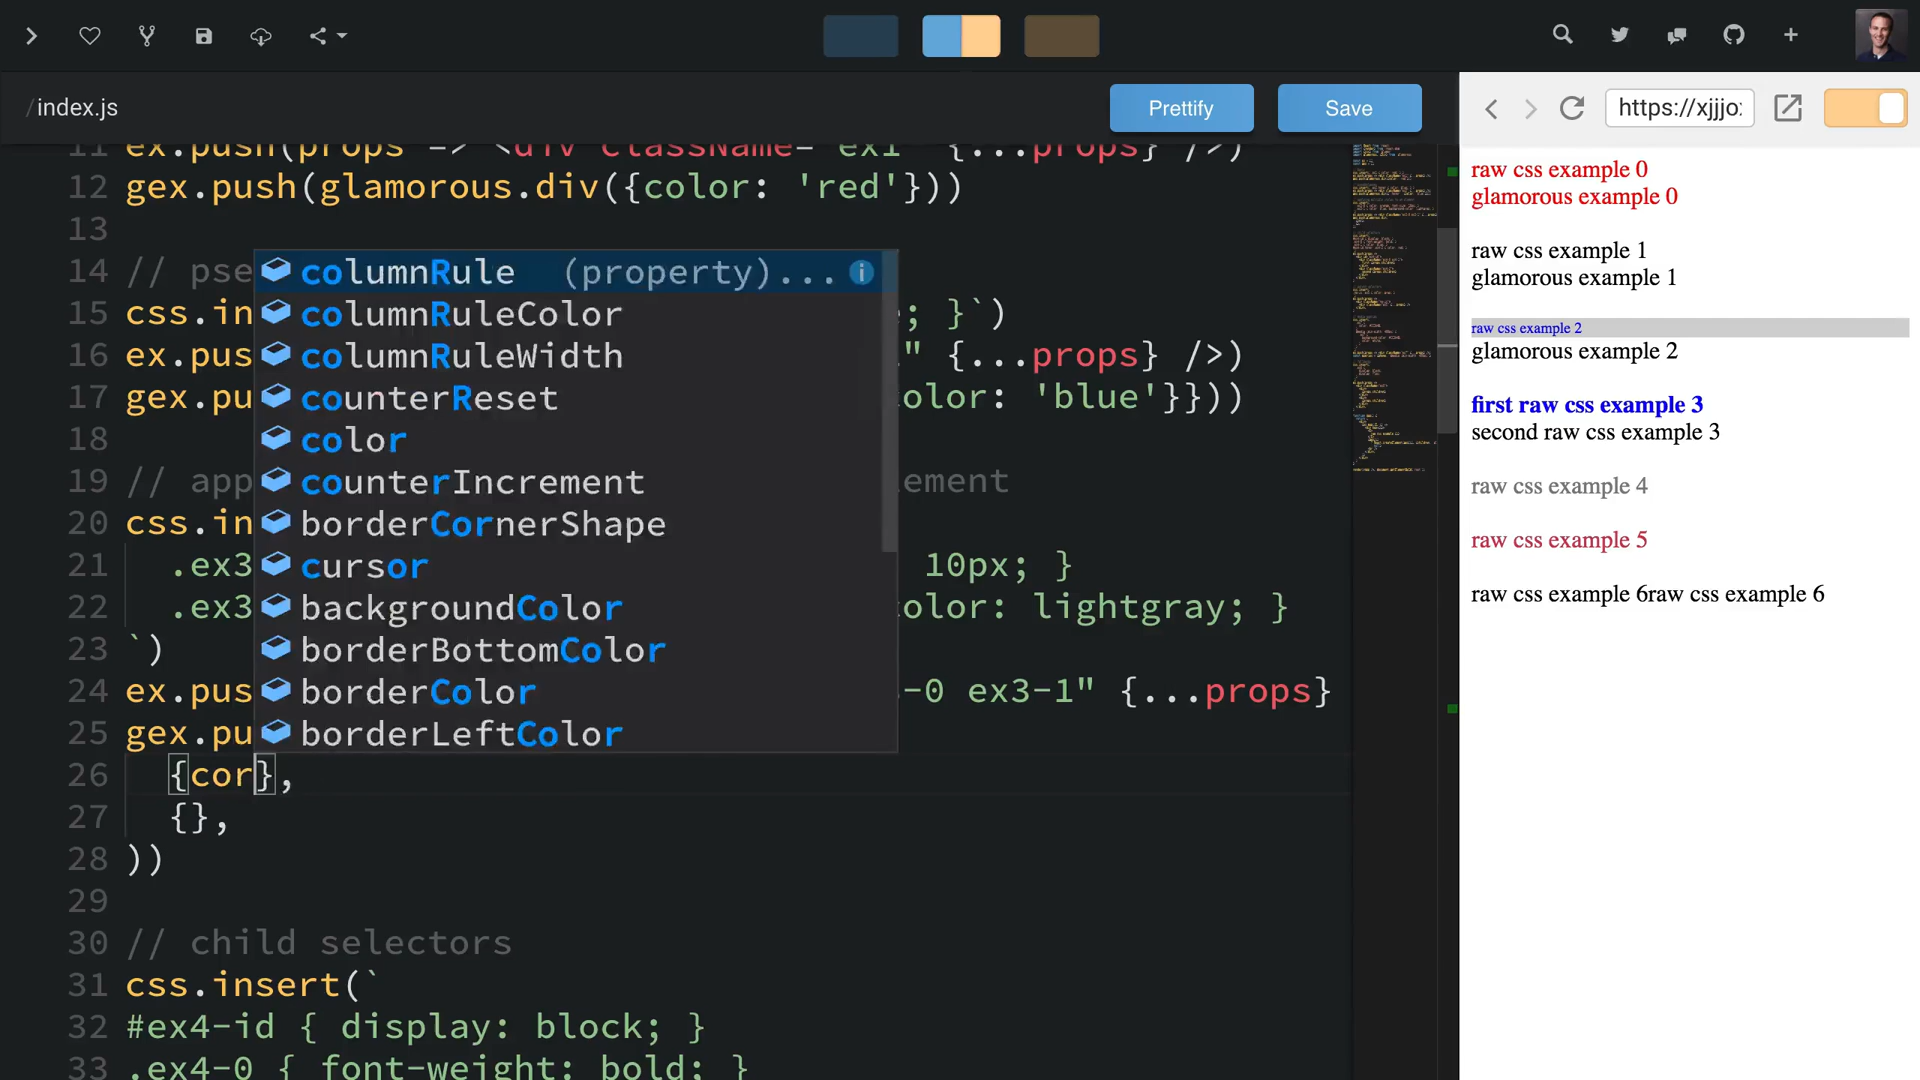 /index.js
Prettify
Save
https://xjjjo:
11 ex.push(props => <div className="ex1" {...props} />)
12 gex.push(glamorous.div({color: 'red'}))
13
14 // pse
15 css.in ; }`)
16 ex.pus " {...props} />)
17 gex.pu color: 'blue'}}))
18
19 // app ement
20 css.in
21 .ex3 10px; }
22 .ex3 color: lightgray; }
23 `)
24 ex.pus -0 ex3-1" {...props}
25 gex.pu
26 {cor},
27 {},
28 ))
29
30 // child selectors
31 css.insert(`
32 #ex4-id { display: block; }
33 .ex4-0 { font-weight: bold; }
columnRule (property)...
columnRuleColor
columnRuleWidth
counterReset
color
counterIncrement
borderCornerShape
cursor
backgroundColor
borderBottomColor
borderColor
borderLeftColor
raw css example 0
glamorous example 0
raw css example 1
glamorous example 1
raw css example 2
glamorous example 2
first raw css example 3
second raw css example 3
raw css example 4
raw css example 5
raw css example 6raw css example 6